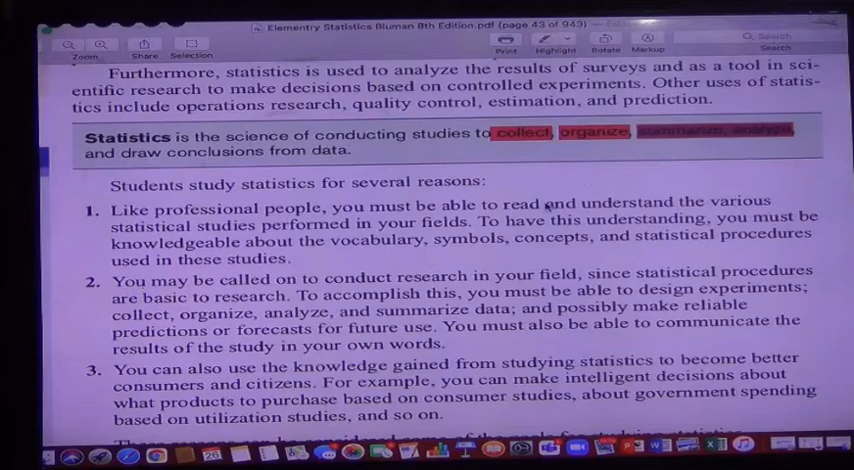 Elementry Statistics Bluman 8th Edition.pdf (page 43 of 943)
Zoom Share Selection Print Highlight Rotate Markup Search
Search
Furthermore, statistics is used to analyze the results of surveys and as a tool in sci-
entific research to make decisions based on controlled experiments. Other uses of statis-
tics include operations research, quality control, estimation, and prediction.
Statistics is the science of conducting studies to collect, organize, summarize, analyze,
and draw conclusions from data.
Students study statistics for several reasons:
1. Like professional people, you must be able to read and understand the various
statistical studies performed in your fields. To have this understanding, you must be
knowledgeable about the vocabulary, symbols, concepts, and statistical procedures
used in these studies.
2. You may be called on to conduct research in your field, since statistical procedures
are basic to research. To accomplish this, you must be able to design experiments;
collect, organize, analyze, and summarize data; and possibly make reliable
predictions or forecasts for future use. You must also be able to communicate the
results of the study in your own words.
3. You can also use the knowledge gained from studying statistics to become better
consumers and citizens. For example, you can make intelligent decisions about
what products to purchase based on consumer studies, about government spending
based on utilization studies, and so on.
26